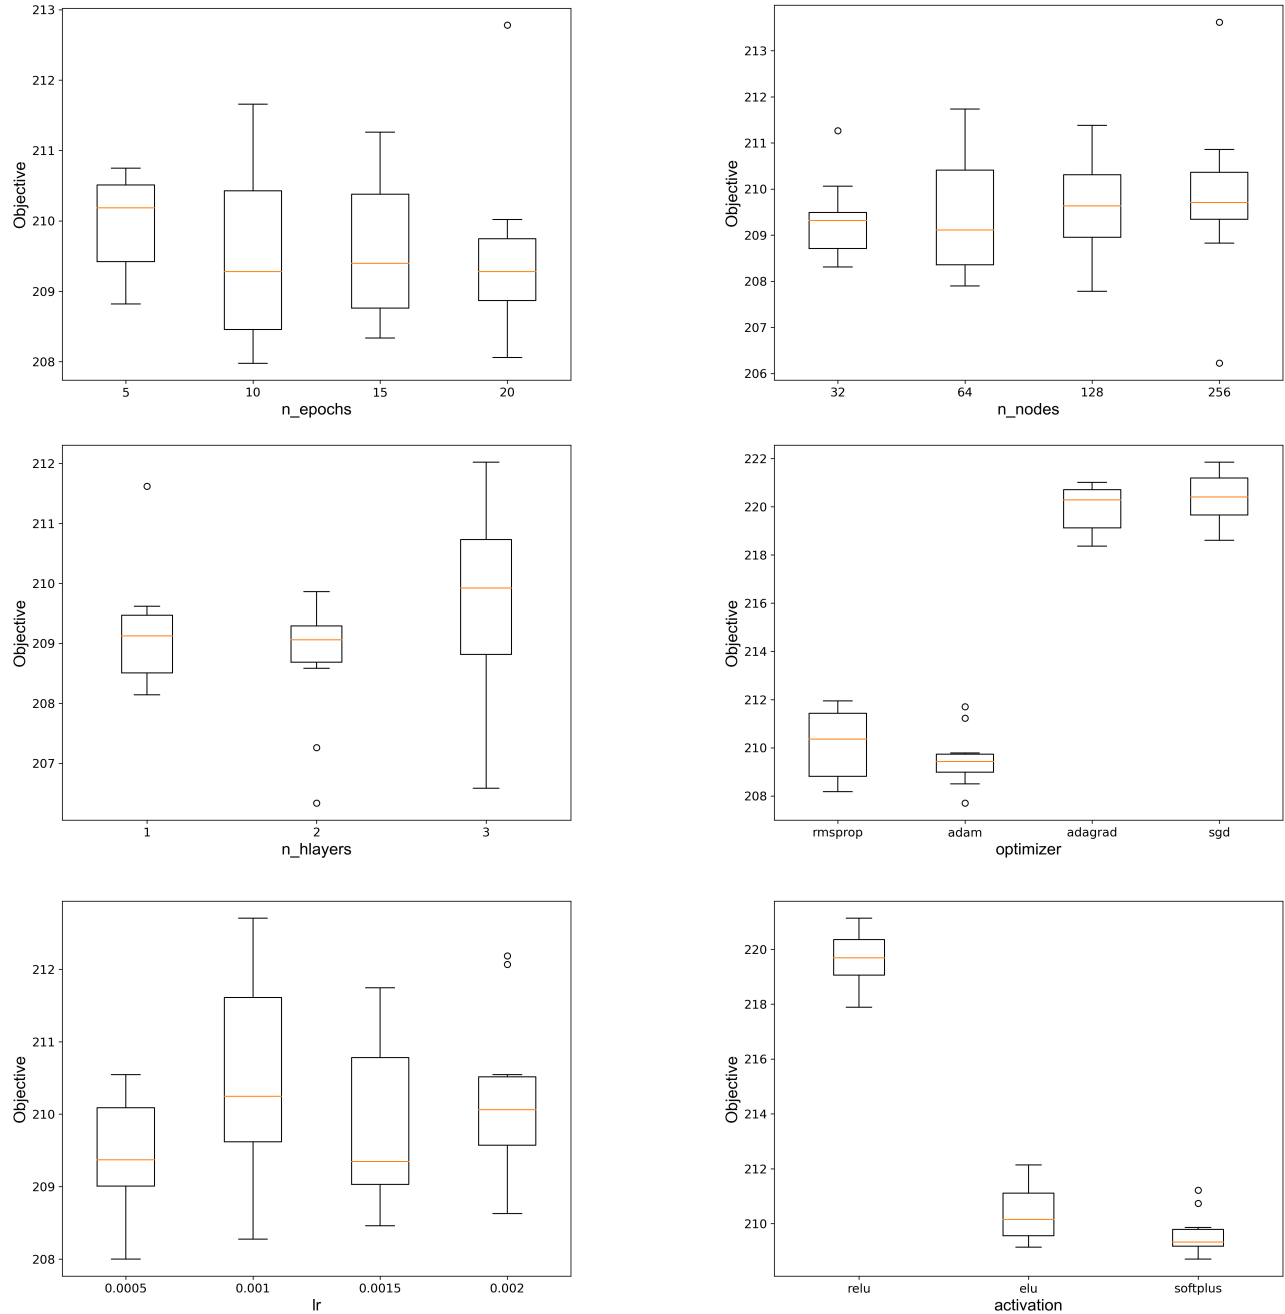 213
212
211
210
209
208
Objective
5 10 15 20
n_epochs
213
212
211
210
209
208
207
206
Objective
32 64 128 256
n_nodes
212
211
210
209
208
207
Objective
1 2 3
n_hlayers
222
220
218
216
214
212
210
208
Objective
rmsprop adam adagrad sgd
optimizer
212
211
210
209
208
Objective
0.0005 0.001 0.0015 0.002
lr
220
218
216
214
212
210
Objective
relu elu softplus
activation